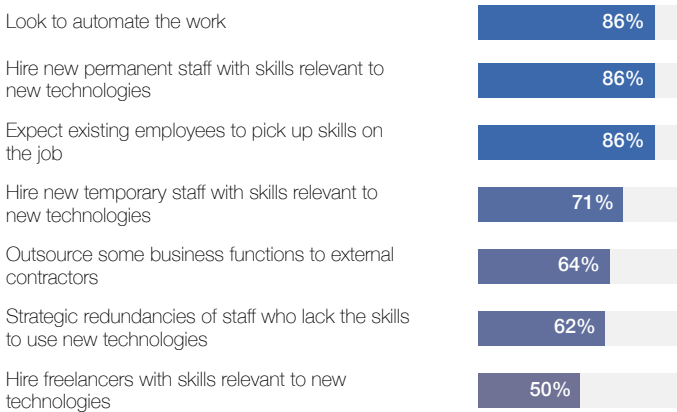 Look to automate the work
86%
Hire new permanent staff with skills relevant to
new technologies
86%
Expect existing employees to pick up skills on
the job
86%
Hire new temporary staff with skills relevant to
new technologies
71%
Outsource some business functions to external
contractors
64%
Strategic redundancies of staff who lack the skills
to use new technologies
62%
Hire freelancers with skills relevant to new
technologies
50%